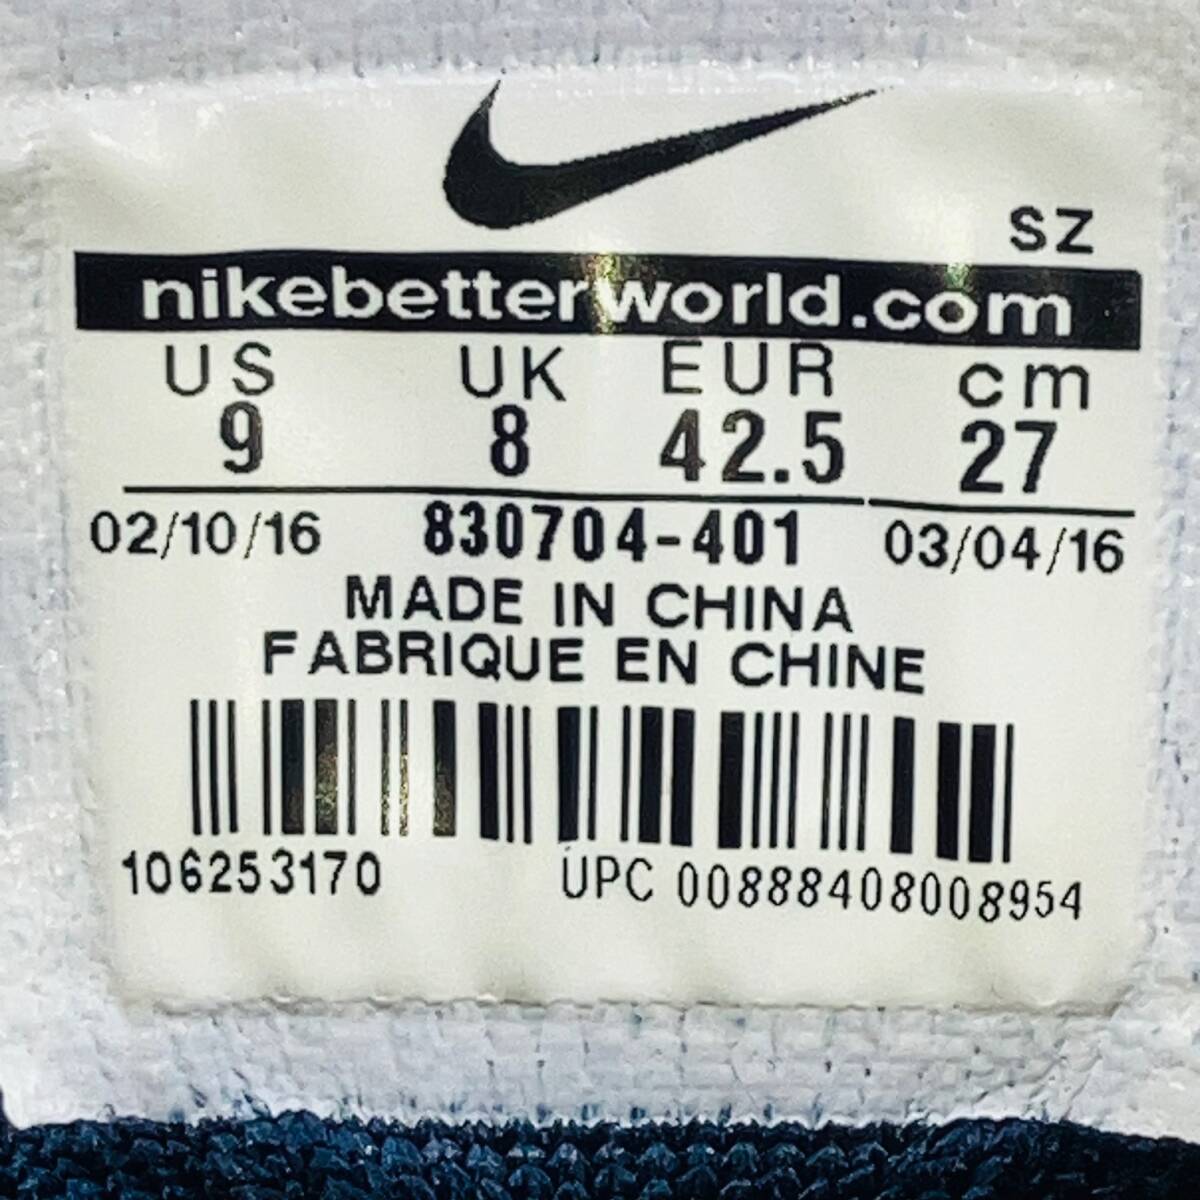 SZ
nikebetterworld.com
US UK EUR cm
9 8 42.5 27
02/10/16 830704-401 03/04/16
MADE IN CHINA
FABRIQUE EN CHINE
106253170 UPC 00888408008954